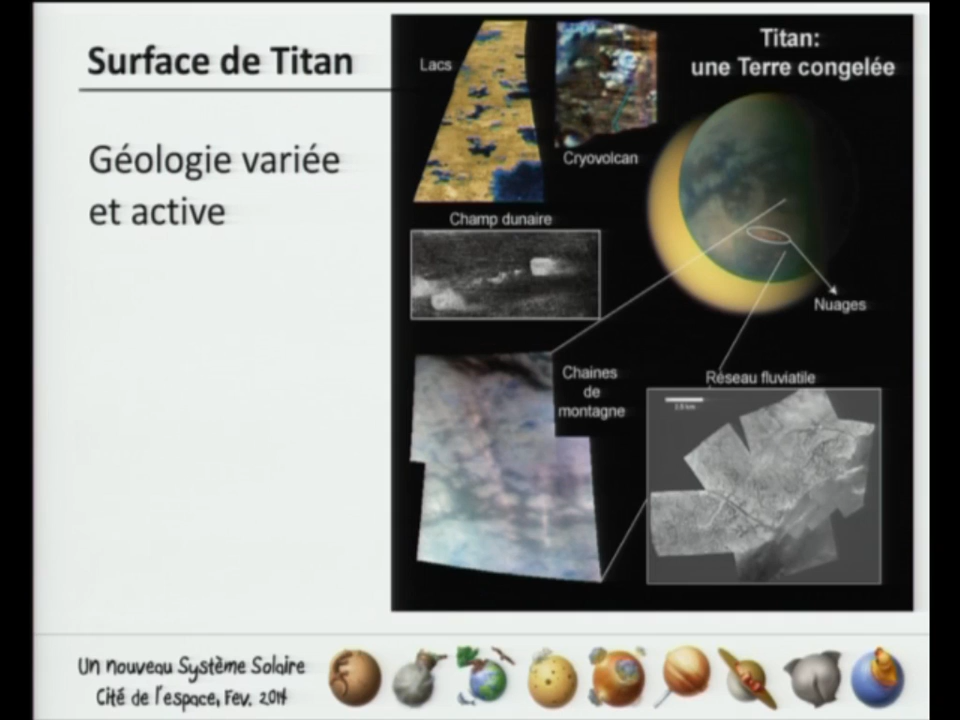 Surface de Titan
Géologie variée
et active
Titan:
une Terre congelée
Lacs
Cryovolcan
Champ dunaire
Nuages
Chaines
de
montagne
Réseau fluviatile
Un nouveau Système Solaire
Cité de l'espace, Fev. 2014